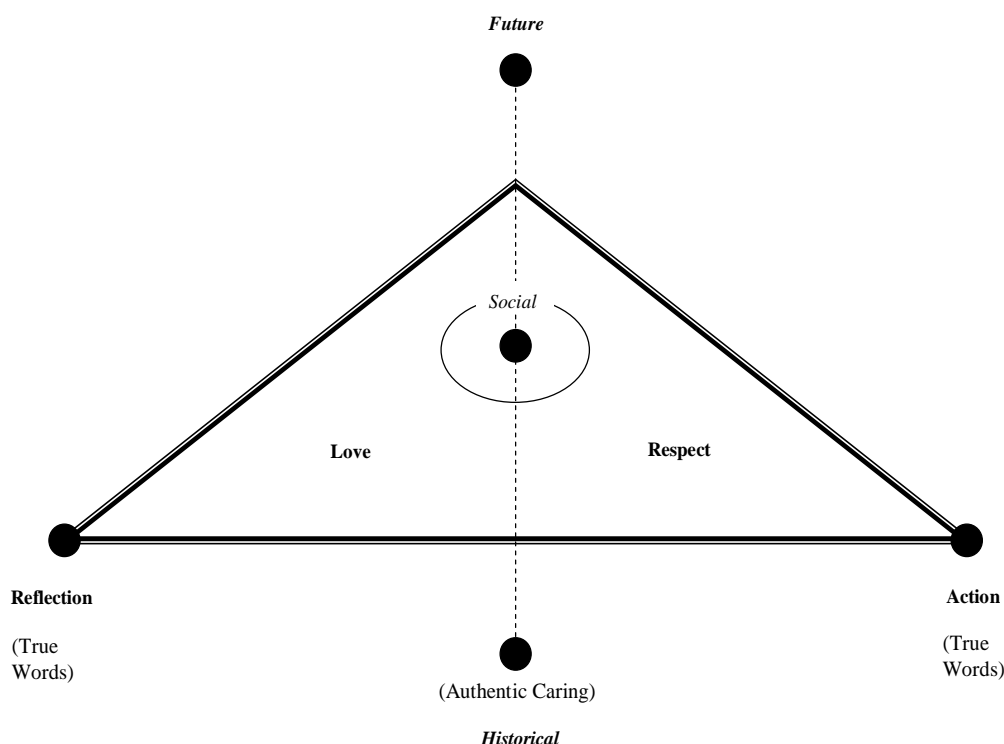 Future
Social
Love
Respect
Reflection
Action
(True
Words)
(True
Words)
(Authentic Caring)
Historical